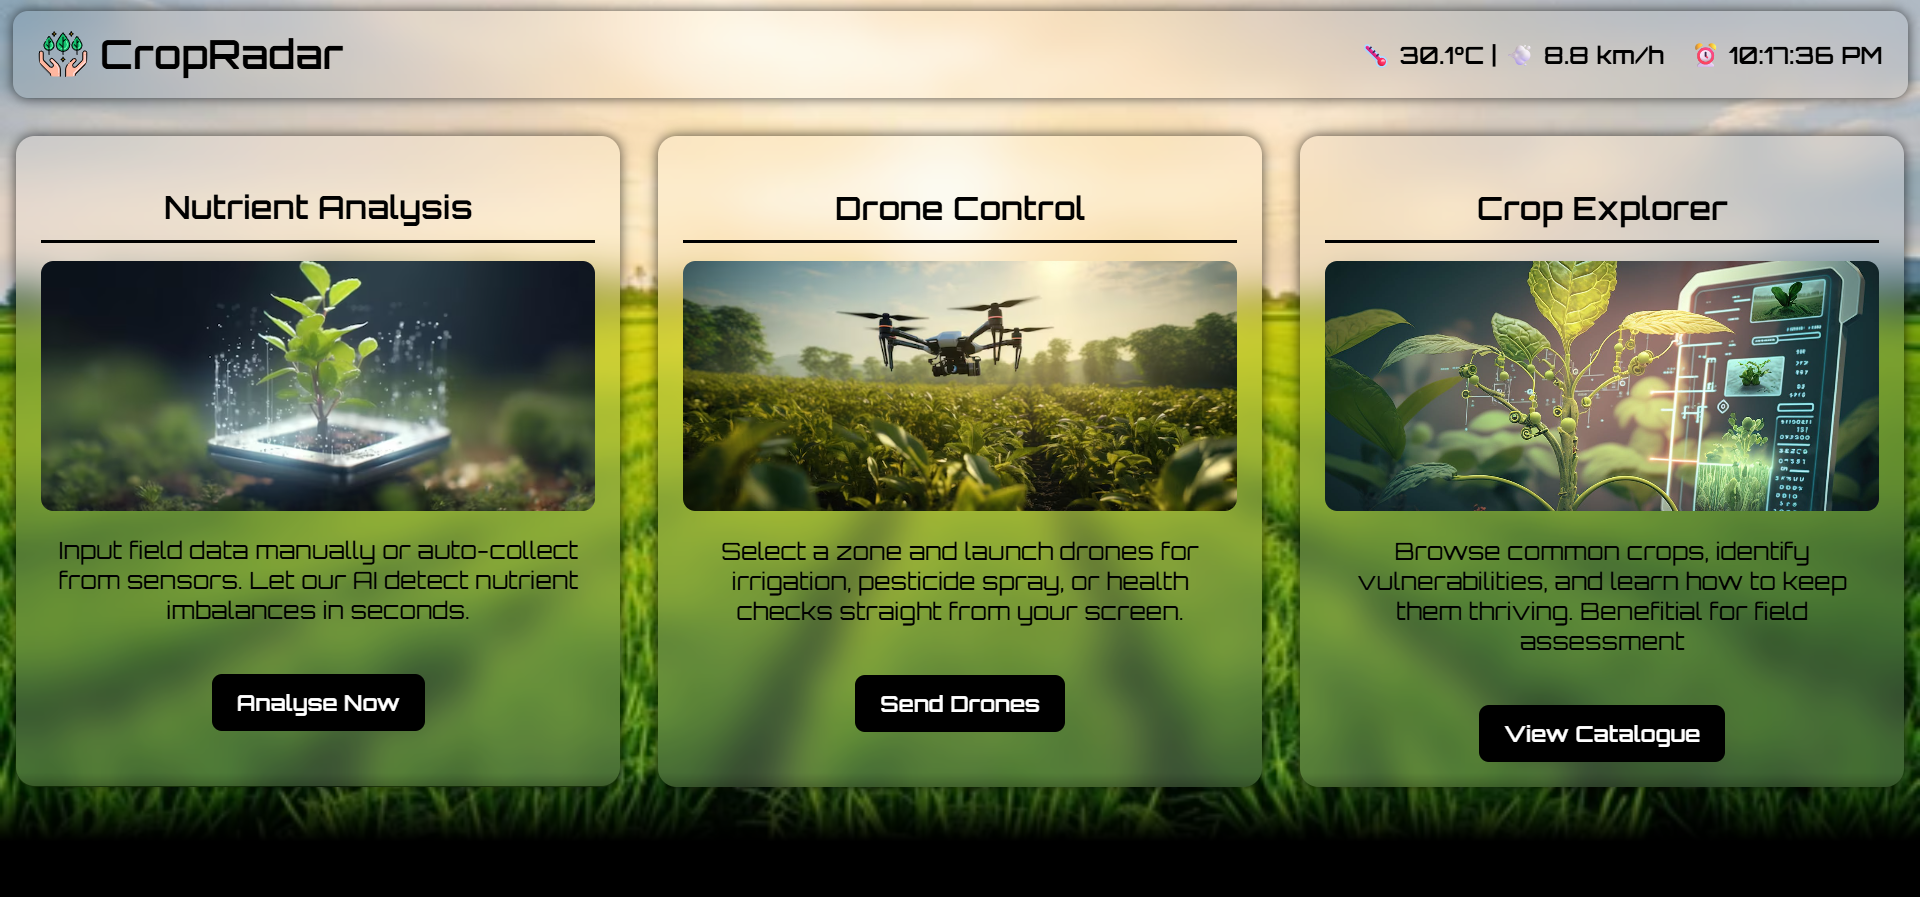 CropRadar
30.1°C | 8.8 km/h 10:17:36 PM
Nutrient Analysis
Input field data manually or auto-collect
from sensors. Let our AI detect nutrient
imbalances in seconds.
Analyse Now
Drone Control
Select a zone and launch drones for
irrigation, pesticide spray, or health
checks straight from your screen.
Send Drones
Crop Explorer
Browse common crops, identify
vulnerabilities, and learn how to keep
them thriving. Benefitial for field
assessment
View Catalogue